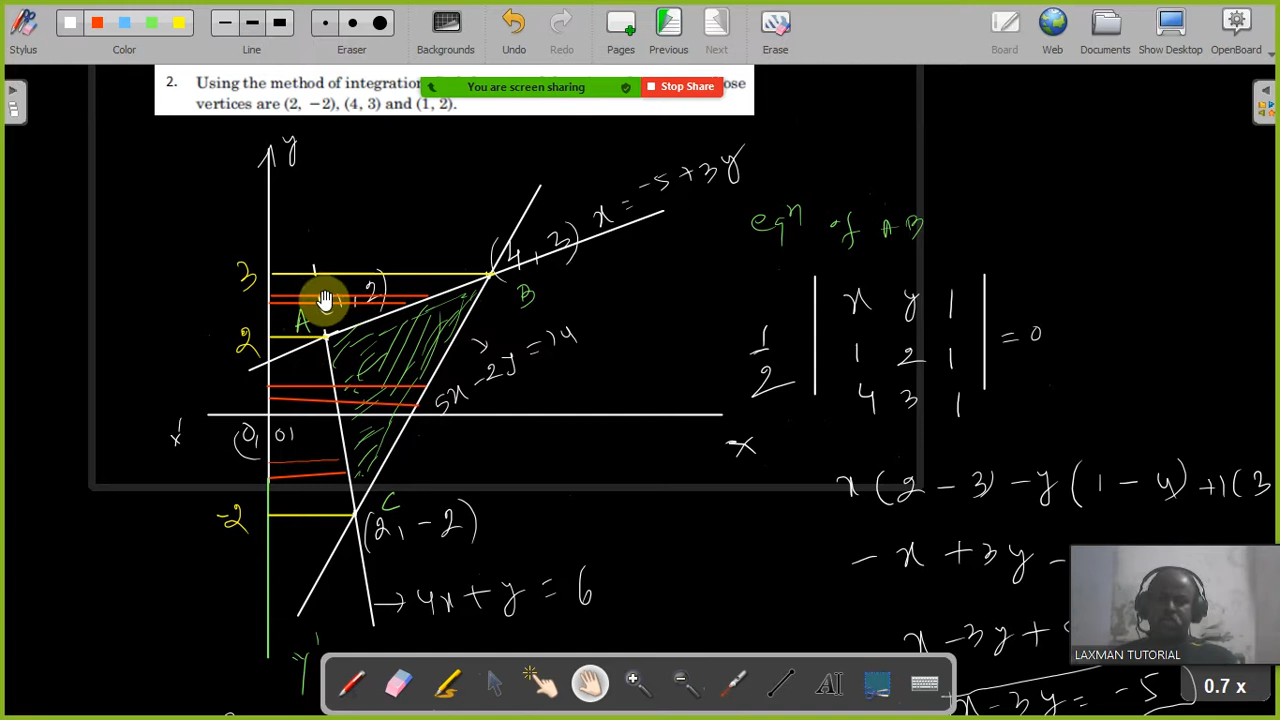 Stylus
Color
Line
Eraser
Backgrounds
Undo
Redo
Pages
Previous
Next
Erase
Board
Web
Documents
Show Desktop
OpenBoard
2. Using the method of integration
ose
vertices are (2, −2), (4, 3) and (1, 2).
You are screen sharing
Stop Share
y
x = -5 + 3y
(4, 3)
B
3
, 2)
A
2
5x - 2y = 14
x'
(0, 0)
x
-2
C
(2, -2)
→ 4x + y = 6
y'
eqⁿ of AB
1/2 | x y 1 |
| 1 2 1 | = 0
| 4 3 1 |
x(2 - 3) - y(1 - 4) + 1(3
- x + 3y -
x - 3y +
x - 3y = -5
LAXMAN TUTORIAL
0.7 x